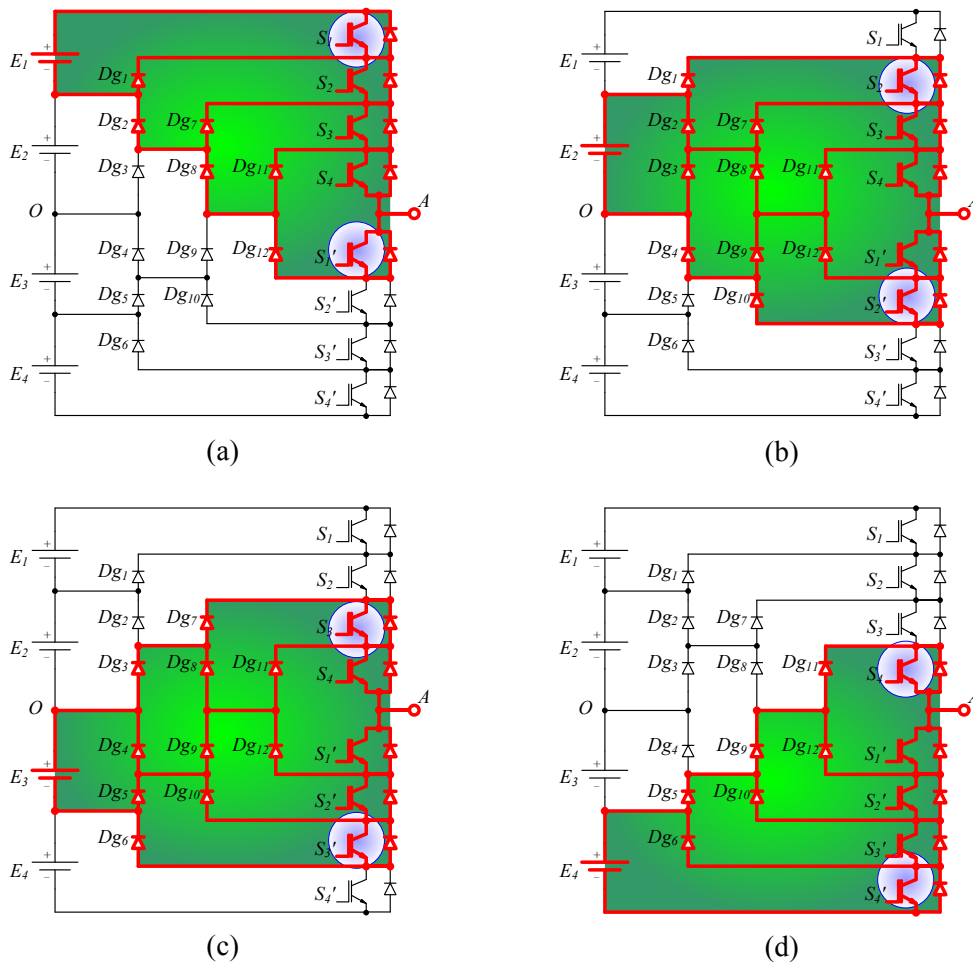 S₁
E₁ + −
Dg₁
S₂
Dg₂ Dg₇
S₃
E₂ + −
Dg₃ Dg₈ Dg₁₁
S₄
O A
Dg₄ Dg₉ Dg₁₂ S₁′
E₃ + −
Dg₅ Dg₁₀ S₂′
Dg₆ S₃′
E₄ + −
S₄′
(a)
S₁
E₁ + −
Dg₁
S₂
Dg₂ Dg₇
S₃
E₂ + −
Dg₃ Dg₈ Dg₁₁
S₄
O A
Dg₄ Dg₉ Dg₁₂ S₁′
E₃ + −
Dg₅ Dg₁₀ S₂′
Dg₆ S₃′
E₄ + −
S₄′
(b)
S₁
E₁ + −
Dg₁
S₂
Dg₂ Dg₇
S₃
E₂ + −
Dg₃ Dg₈ Dg₁₁
S₄
O A
Dg₄ Dg₉ Dg₁₂ S₁′
E₃ + −
Dg₅ Dg₁₀ S₂′
Dg₆ S₃′
E₄ + −
S₄′
(c)
S₁
E₁ + −
Dg₁
S₂
Dg₂ Dg₇
S₃
E₂ + −
Dg₃ Dg₈ Dg₁₁
S₄
O A
Dg₄ Dg₉ Dg₁₂ S₁′
E₃ + −
Dg₅ Dg₁₀ S₂′
Dg₆ S₃′
E₄ + −
S₄′
(d)